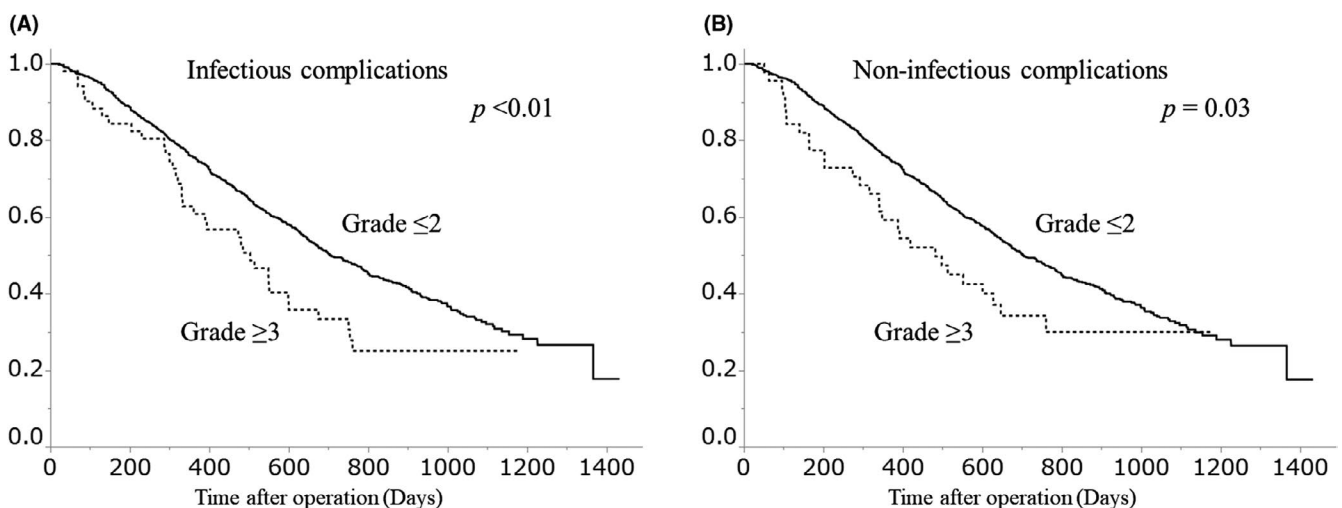 (A)
Infectious complications
p <0.01
1.0
0.8
0.6
0.4
0.2
0.0
Grade ≤2
Grade ≥3
0 200 400 600 800 1000 1200 1400
Time after operation (Days)
(B)
Non-infectious complications
p = 0.03
1.0
0.8
0.6
0.4
0.2
0.0
Grade ≤2
Grade ≥3
0 200 400 600 800 1000 1200 1400
Time after operation (Days)